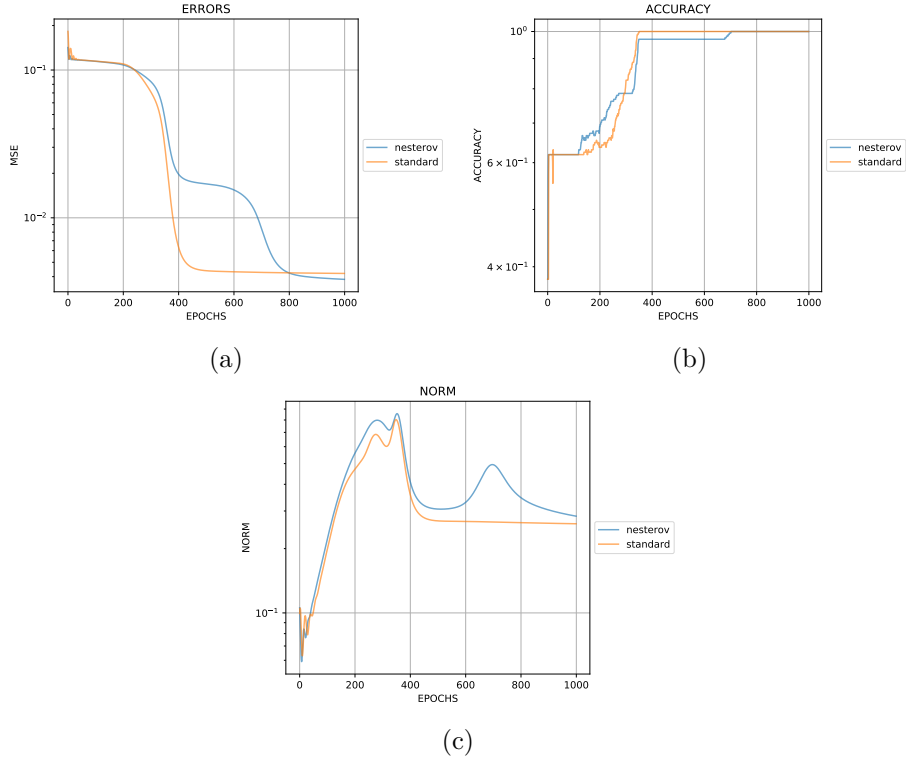 ERRORS
10⁻¹
10⁻²
MSE
0 200 400 600 800 1000
EPOCHS
nesterov
standard
(a)
ACCURACY
10⁰
6 × 10⁻¹
4 × 10⁻¹
ACCURACY
0 200 400 600 800 1000
EPOCHS
nesterov
standard
(b)
NORM
10⁻¹
NORM
0 200 400 600 800 1000
EPOCHS
nesterov
standard
(c)